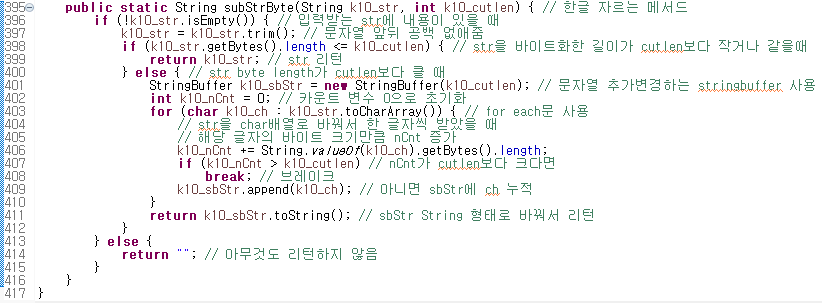 395 public static String subStrByte(String k10_str, int k10_cutlen) { // 한글 자르는 메서드
396 if (!k10_str.isEmpty()) { // 입력받는 str에 내용이 있을 때
397 k10_str = k10_str.trim(); // 문자열 앞뒤 공백 없애줌
398 if (k10_str.getBytes().length <= k10_cutlen) { // str을 바이트화한 길이가 cutlen보다 작거나 같을때
399 return k10_str; // str 리턴
400 } else { // str byte length가 cutlen보다 클 때
401 StringBuffer k10_sbStr = new StringBuffer(k10_cutlen); // 문자열 추가변경하는 stringbuffer 사용
402 int k10_nCnt = 0; // 카운트 변수 0으로 초기화
403 for (char k10_ch : k10_str.toCharArray()) { // for each문 사용
404 // str을 char배열로 바꿔서 한 글자씩 받았을 때
405 // 해당 글자의 바이트 크기만큼 nCnt 증가
406 k10_nCnt += String.valueOf(k10_ch).getBytes().length;
407 if (k10_nCnt > k10_cutlen) // nCnt가 cutlen보다 크다면
408 break; // 브레이크
409 k10_sbStr.append(k10_ch); // 아니면 sbStr에 ch 누적
410 }
411 return k10_sbStr.toString(); // sbStr String 형태로 바꿔서 리턴
412 }
413 } else {
414 return ""; // 아무것도 리턴하지 않음
415 }
416 }
417 }